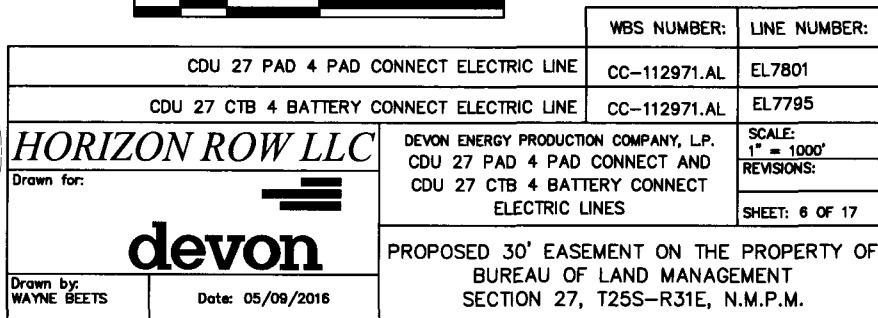 WBS NUMBER: LINE NUMBER:
CDU 27 PAD 4 PAD CONNECT ELECTRIC LINE CC-112971.AL EL7801
CDU 27 CTB 4 BATTERY CONNECT ELECTRIC LINE CC-112971.AL EL7795
HORIZON ROW LLC
Drawn for:
devon
Drawn by:
WAYNE BEETS
Date: 05/09/2016
DEVON ENERGY PRODUCTION COMPANY, L.P.
CDU 27 PAD 4 PAD CONNECT AND
CDU 27 CTB 4 BATTERY CONNECT
ELECTRIC LINES
SCALE:
1" = 1000'
REVISIONS:
SHEET: 6 OF 17
PROPOSED 30' EASEMENT ON THE PROPERTY OF
BUREAU OF LAND MANAGEMENT
SECTION 27, T25S-R31E, N.M.P.M.